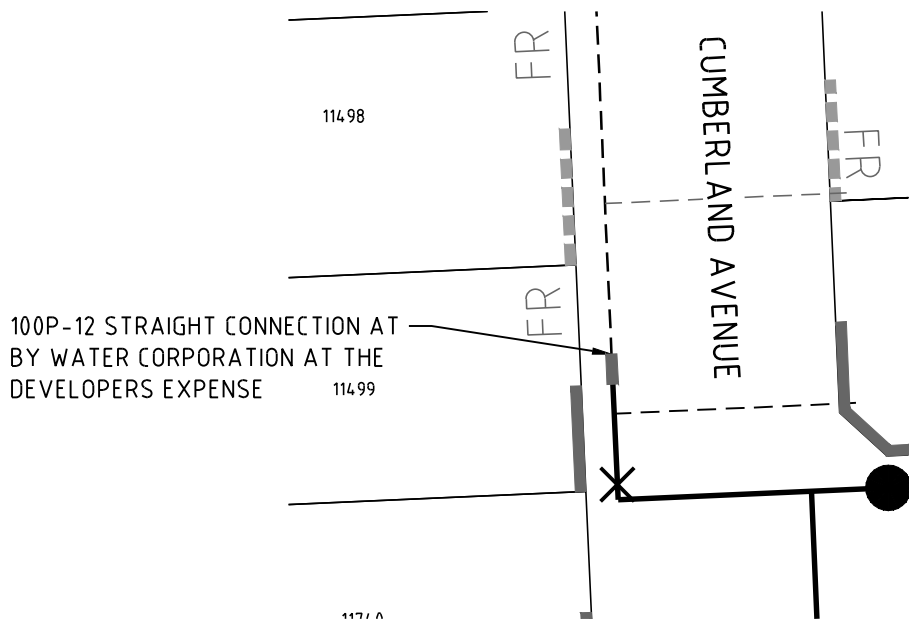 FR
CUMBERLAND AVENUE
11498
FR
FR
100P-12 STRAIGHT CONNECTION AT
BY WATER CORPORATION AT THE
DEVELOPERS EXPENSE
11499